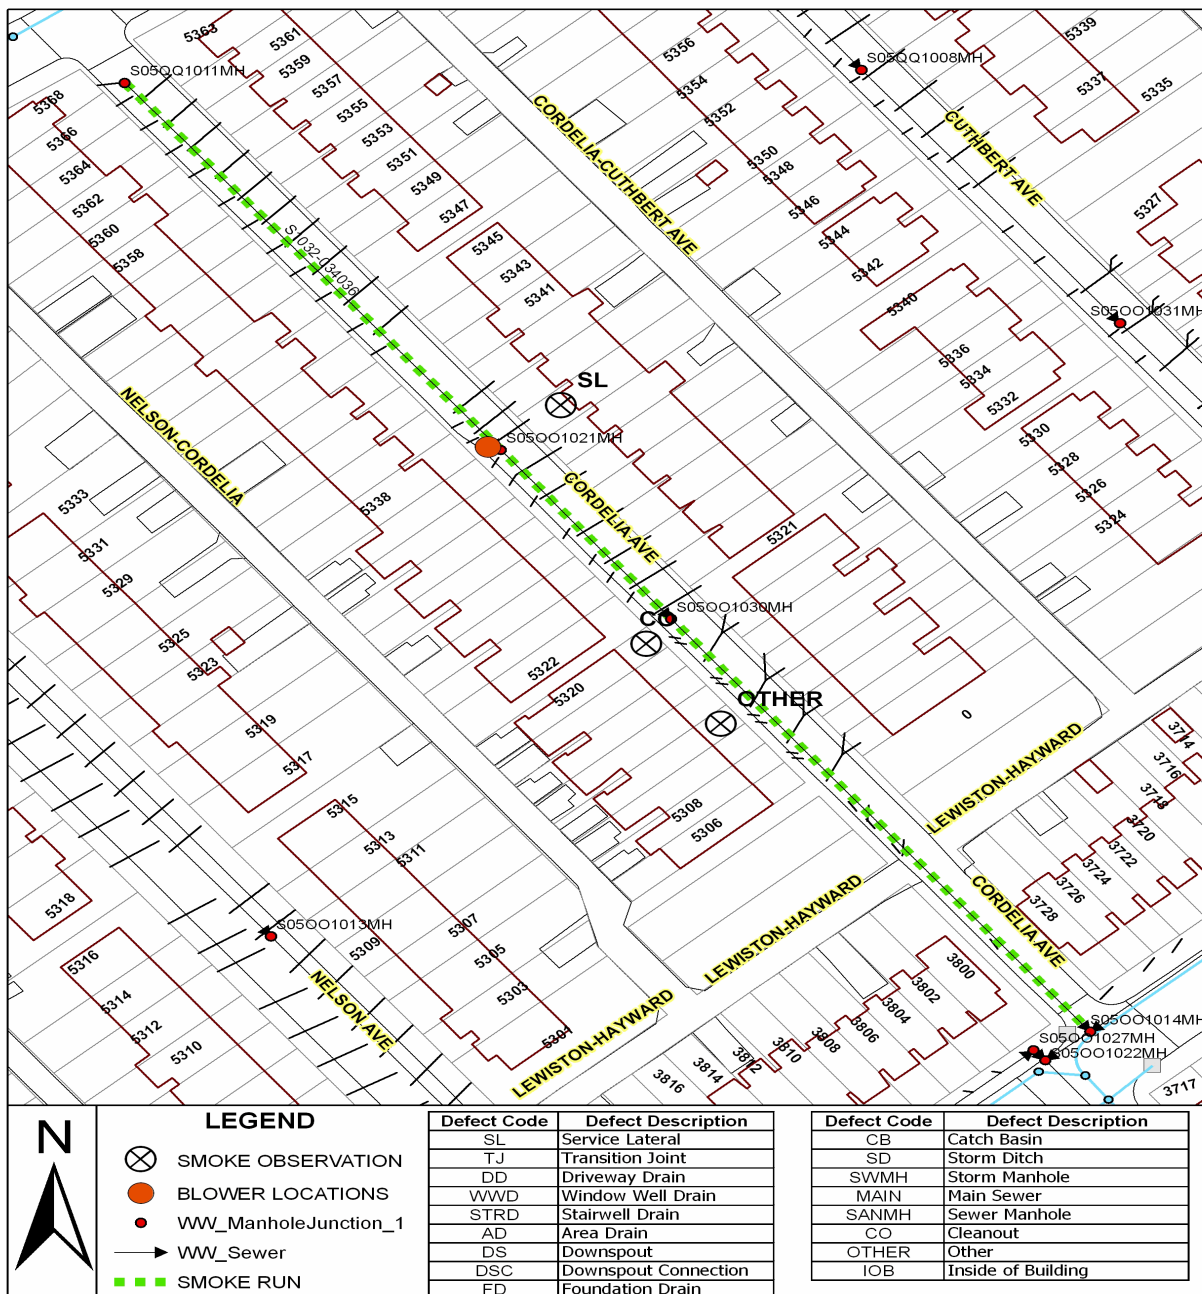 5363
5361
5359
5357
5355
5353
5351
5349
5347
5345
5343
5341
5356
5354
5352
5350
5348
5346
5344
5342
5340
5336
5334
5332
5330
5328
5326
5324
5339
5337
5335
5327
S05QQ1011MH
S05QQ1008MH
CORDELIA-CUTHBERT AVE
CUTHBERT AVE
5368
5366
5364
5362
5360
5358
S1032-034036
S05OO1031MH
SL
S05OO1021MH
NELSON-CORDELIA
CORDELIA AVE
5338
5333
5331
5329
5325
5323
5319
5317
5321
S05OO1030MH
CO
OTHER
5322
5320
5308
5306
0
LEWISTON-HAYWARD
3714
3716
3718
3720
3722
3724
3726
3728
CORDELIA AVE
5315
5313
5311
5307
5305
5303
5301
5309
5318
5316
5314
5312
5310
S05OO1013MH
NELSON AVE
LEWISTON-HAYWARD
LEWISTON-HAYWARD
3800
3802
3804
3806
3808
3810
3812
3814
3816
S05OO1014MH
S05OO1027MH
S05OO1022MH
3717
N
LEGEND
SMOKE OBSERVATION
BLOWER LOCATIONS
WW_ManholeJunction_1
WW_Sewer
SMOKE RUN
Defect Code Defect Description
SL Service Lateral
TJ Transition Joint
DD Driveway Drain
WWD Window Well Drain
STRD Stairwell Drain
AD Area Drain
DS Downspout
DSC Downspout Connection
FD Foundation Drain
Defect Code Defect Description
CB Catch Basin
SD Storm Ditch
SWMH Storm Manhole
MAIN Main Sewer
SANMH Sewer Manhole
CO Cleanout
OTHER Other
IOB Inside of Building